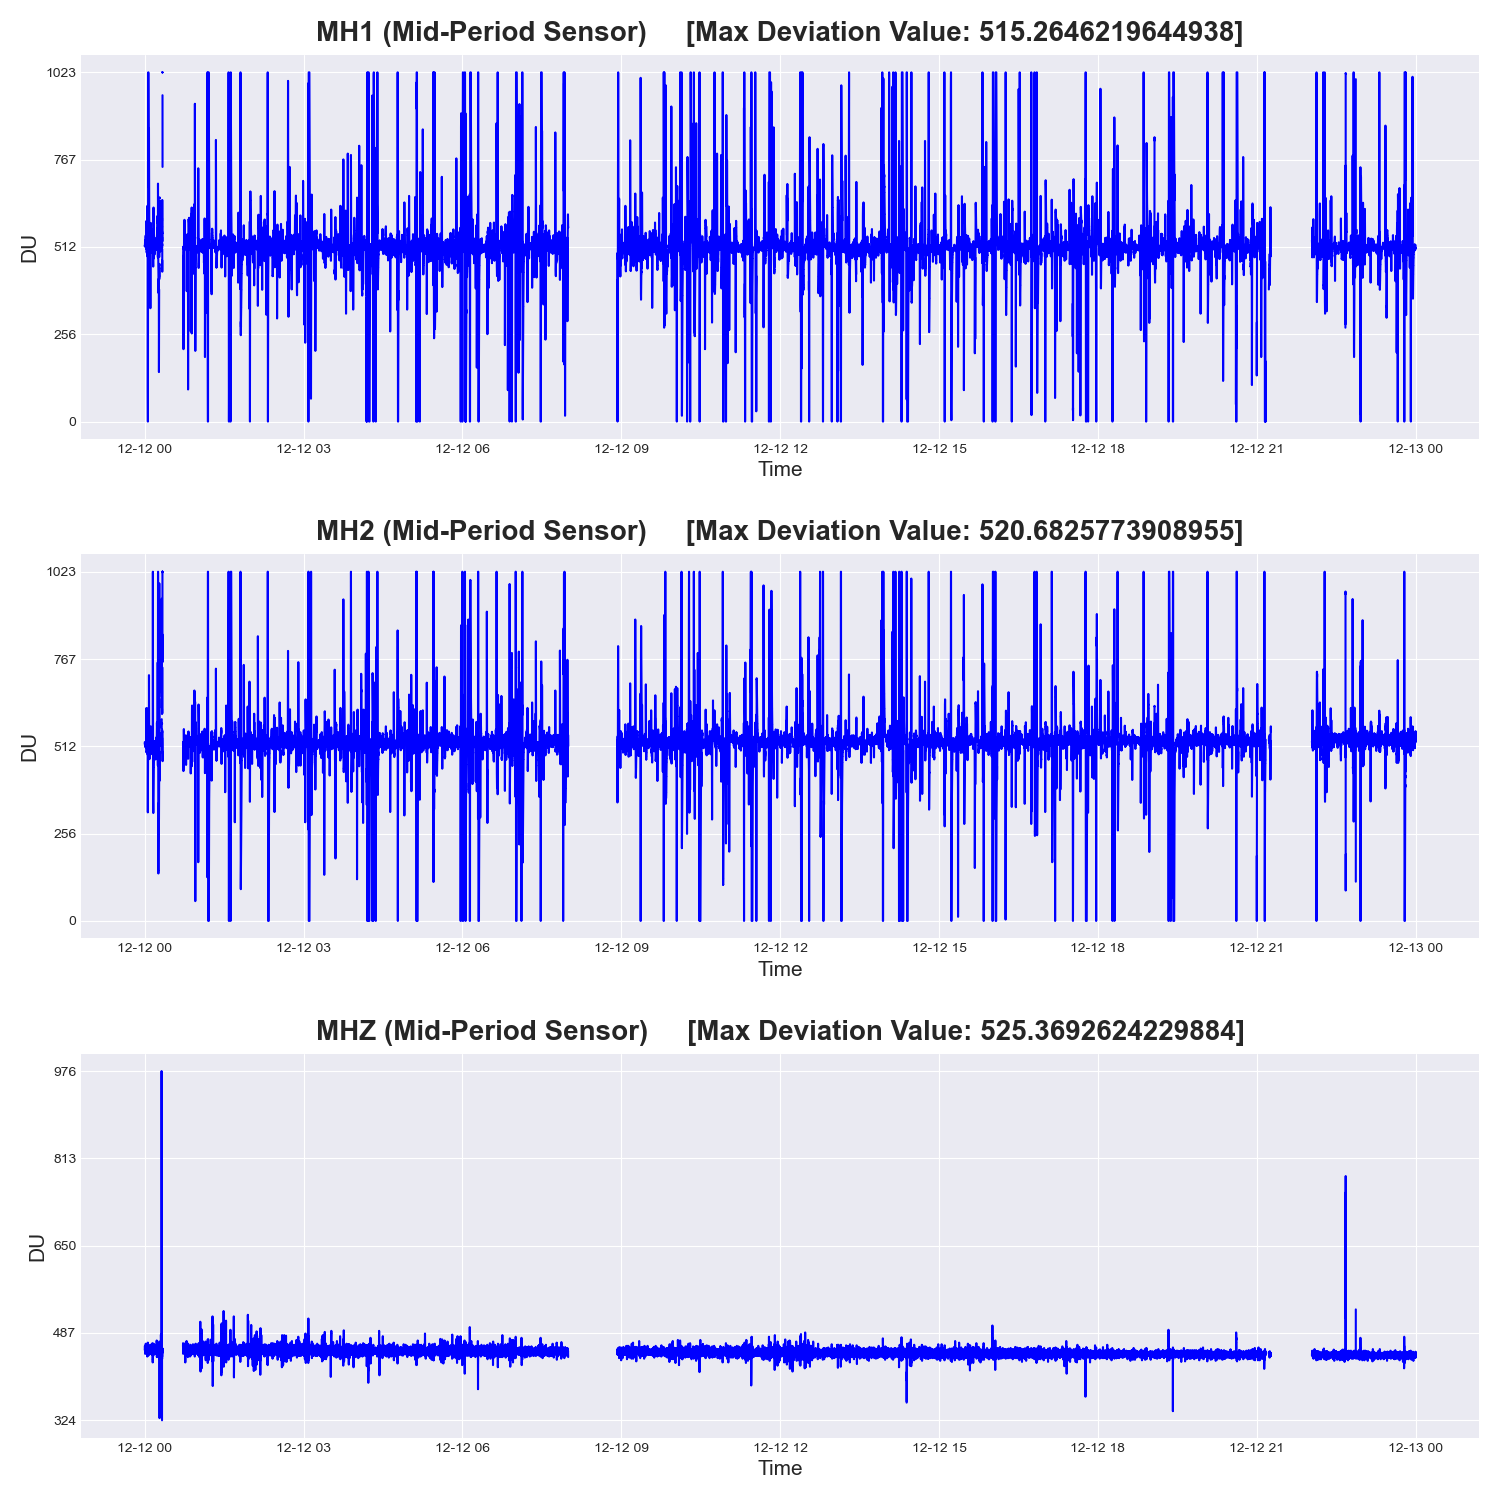 MH1 (Mid-Period Sensor) [Max Deviation Value: 515.2646219644938]
1023
767
512
256
0
DU
12-12 00 12-12 03 12-12 06 12-12 09 12-12 12 12-12 15 12-12 18 12-12 21 12-13 00
Time
MH2 (Mid-Period Sensor) [Max Deviation Value: 520.6825773908955]
1023
767
512
256
0
DU
12-12 00 12-12 03 12-12 06 12-12 09 12-12 12 12-12 15 12-12 18 12-12 21 12-13 00
Time
MHZ (Mid-Period Sensor) [Max Deviation Value: 525.3692624229884]
976
813
650
487
324
DU
12-12 00 12-12 03 12-12 06 12-12 09 12-12 12 12-12 15 12-12 18 12-12 21 12-13 00
Time